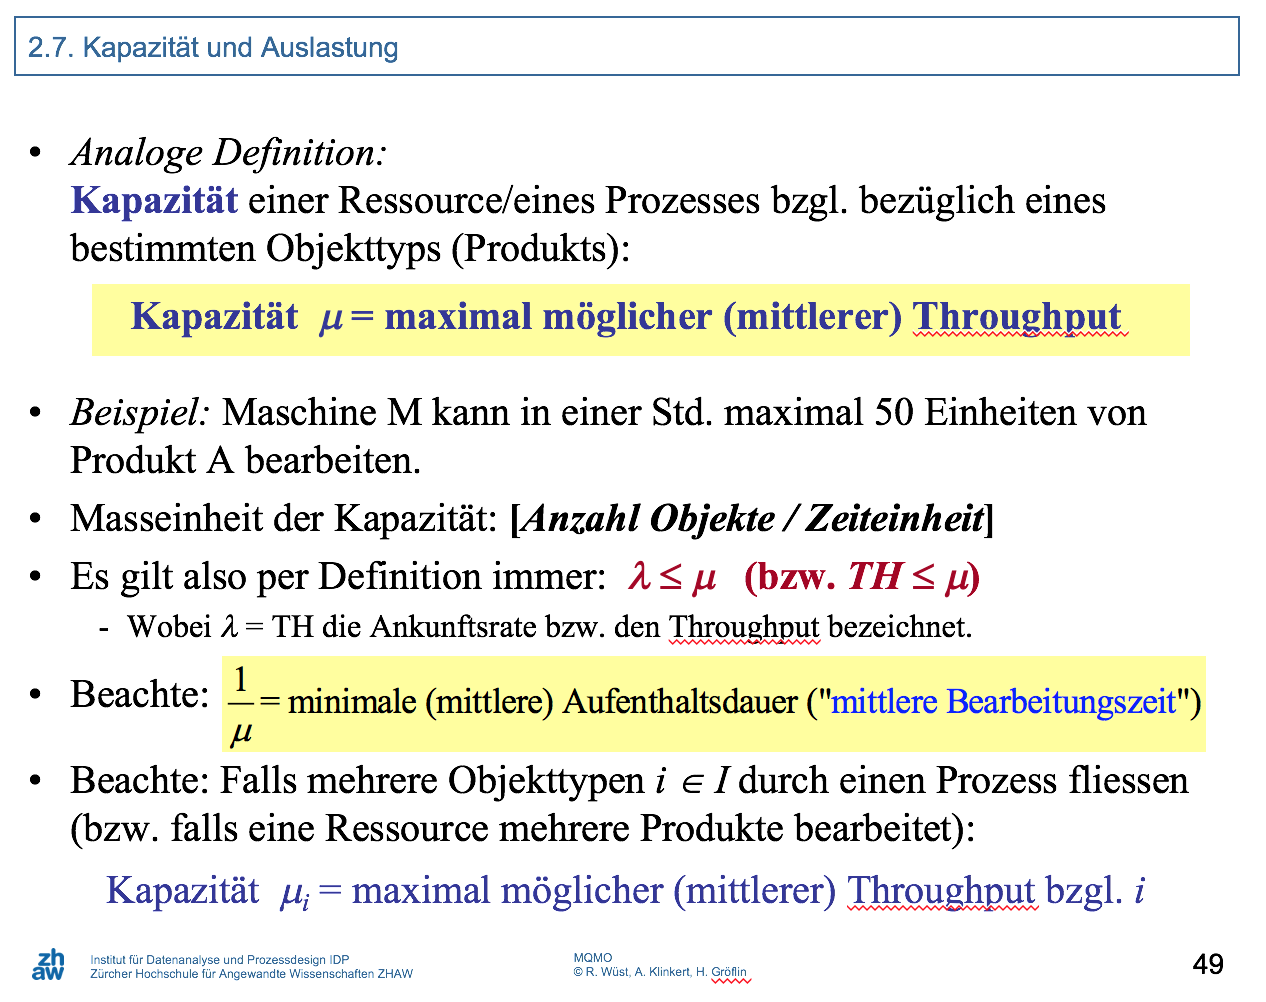 2.7. Kapazität und Auslastung
• Analoge Definition:
Kapazität einer Ressource/eines Prozesses bzgl. bezüglich eines
bestimmten Objekttyps (Produkts):
Kapazität μ = maximal möglicher (mittlerer) Throughput
• Beispiel: Maschine M kann in einer Std. maximal 50 Einheiten von
Produkt A bearbeiten.
• Masseinheit der Kapazität: [Anzahl Objekte / Zeiteinheit]
• Es gilt also per Definition immer: λ ≤ μ (bzw. TH ≤ μ)
- Wobei λ = TH die Ankunftsrate bzw. den Throughput bezeichnet.
• Beachte: 1/μ = minimale (mittlere) Aufenthaltsdauer ("mittlere Bearbeitungszeit")
• Beachte: Falls mehrere Objekttypen i ∈ I durch einen Prozess fliessen
(bzw. falls eine Ressource mehrere Produkte bearbeitet):
Kapazität μi = maximal möglicher (mittlerer) Throughput bzgl. i
zh
aw
Institut für Datenanalyse und Prozessdesign IDP
Zürcher Hochschule für Angewandte Wissenschaften ZHAW
MQMO
© R. Wüst, A. Klinkert, H. Gröflin
49